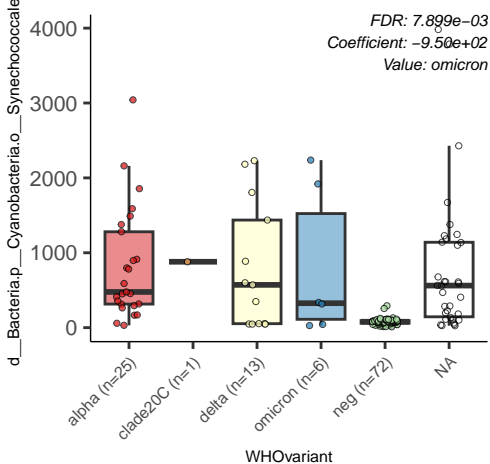 FDR: 7.899e−03
Coefficient: −9.50e+02
Value: omicron
d__Bacteria.p__Cyanobacteria.o__Synechococcale
4000
3000
2000
1000
0
alpha (n=25)
clade20C (n=1)
delta (n=13)
omicron (n=6)
neg (n=72)
NA
WHOvariant